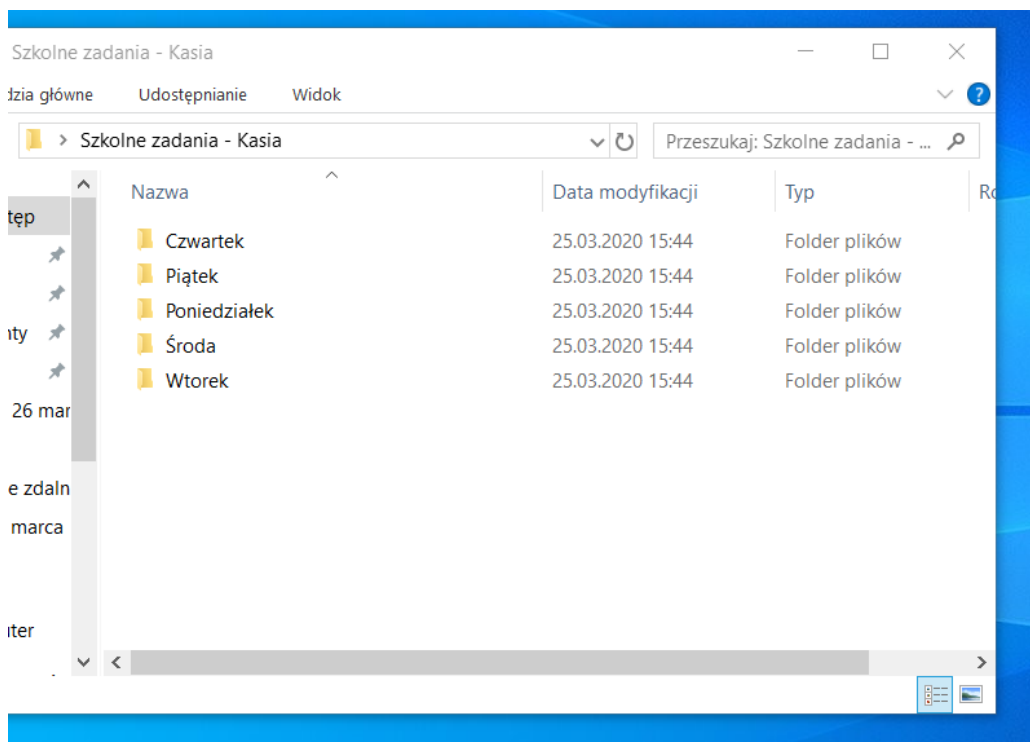 Szkolne zadania - Kasia
dzia główne Udostępnianie Widok
> Szkolne zadania - Kasia Przeszukaj: Szkolne zadania - ...
Nazwa Data modyfikacji Typ Ro
tęp
Czwartek 25.03.2020 15:44 Folder plików
Piątek 25.03.2020 15:44 Folder plików
Poniedziałek 25.03.2020 15:44 Folder plików
nty
Środa 25.03.2020 15:44 Folder plików
Wtorek 25.03.2020 15:44 Folder plików
26 mar
e zdaln
marca
uter